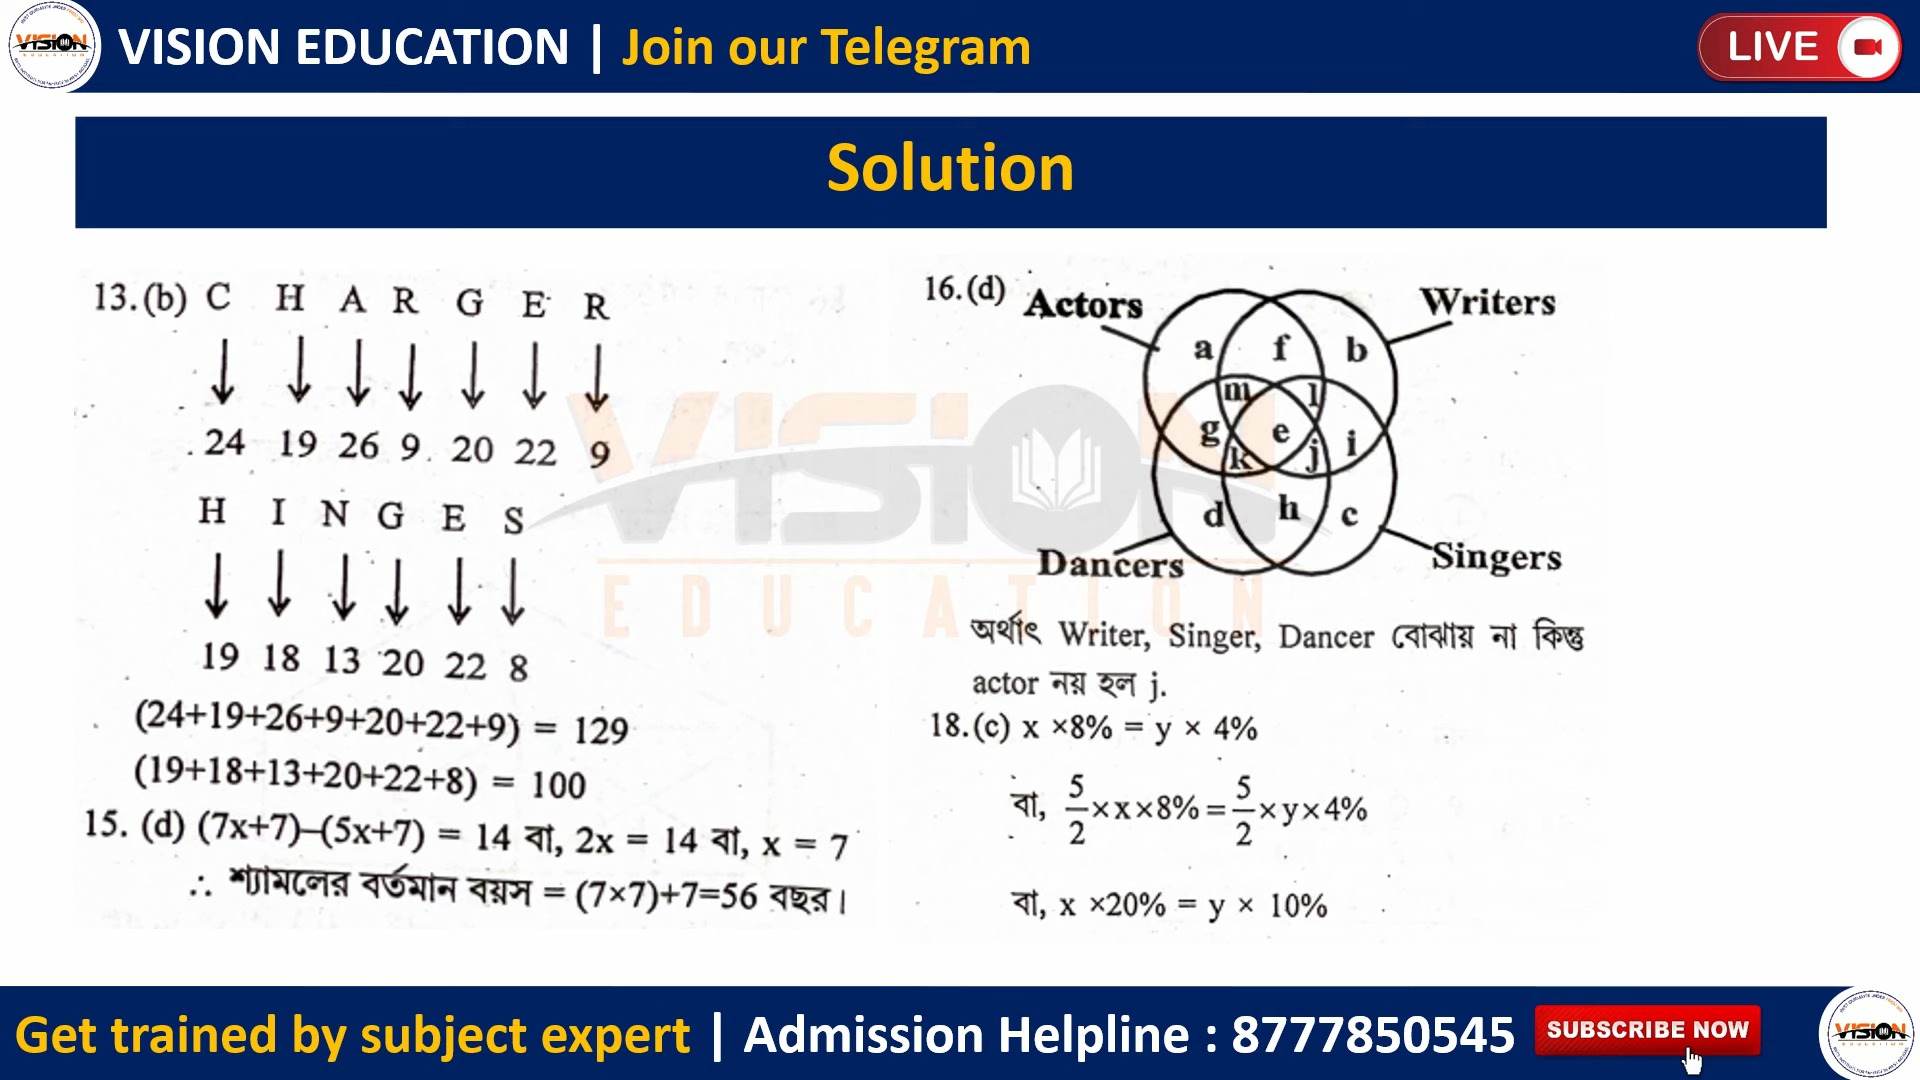 VISION EDUCATION | Join our Telegram
LIVE
Solution
13.(b) C H A R G E R
24 19 26 9 20 22 9
H I N G E S
19 18 13 20 22 8
(24+19+26+9+20+22+9) = 129
(19+18+13+20+22+8) = 100
15. (d) (7x+7)–(5x+7) = 14 বা, 2x = 14 বা, x = 7
∴ শ্যামলের বর্তমান বয়স = (7×7)+7=56 বছর।
16.(d) Actors Writers
a f b
m l
g e i
k j
d h c
Dancers Singers
অর্থাৎ Writer, Singer, Dancer বোঝায় না কিন্তু
actor নয় হল j.
18.(c) x ×8% = y × 4%
বা, 5/2 ×x×8% = 5/2 ×y×4%
বা, x ×20% = y × 10%
VISION
EDUCATION
Get trained by subject expert | Admission Helpline : 8777850545 SUBSCRIBE NOW